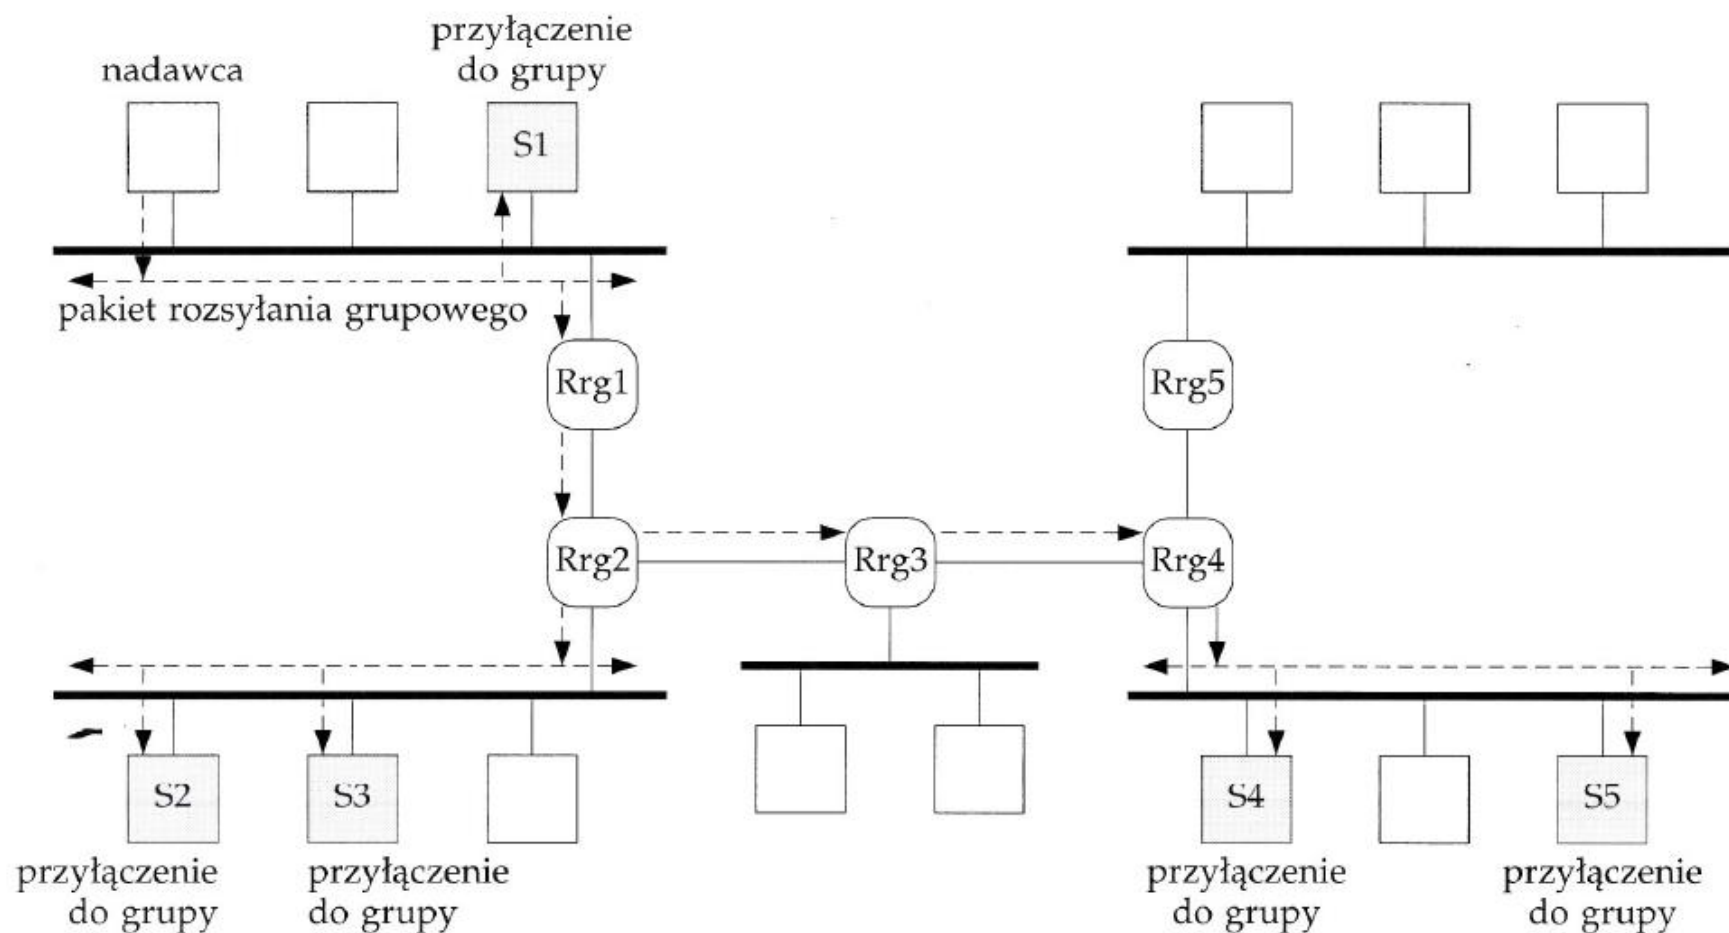 przyłączenie
do grupy
nadawca
S1
pakiet rozsyłania grupowego
Rrg1
Rrg5
Rrg2
Rrg3
Rrg4
S2
S3
S4
S5
przyłączenie
do grupy
przyłączenie
do grupy
przyłączenie
do grupy
przyłączenie
do grupy